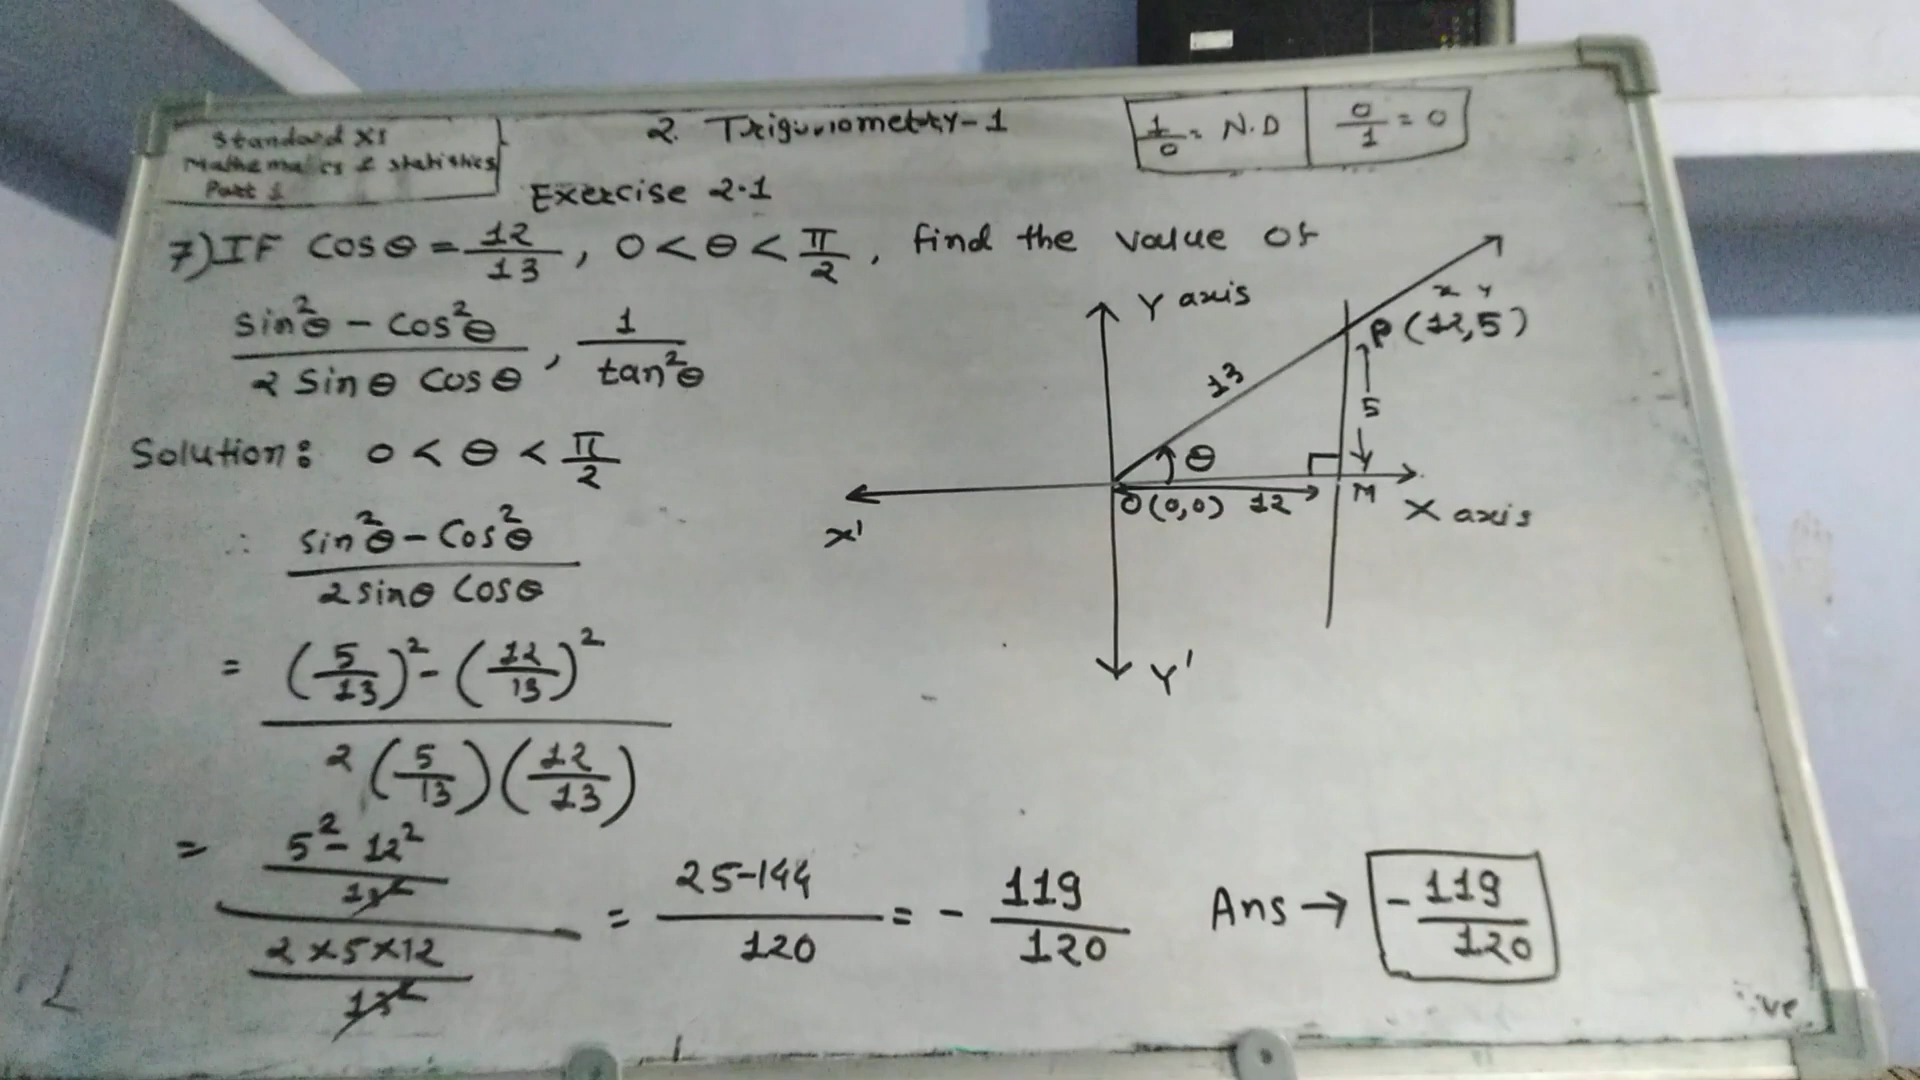 Standard XI
Mathematics & Statistics
Part 1
2. Trigonometry-1
1/0 = N.D
0/1 = 0
Exercise 2.1
7) IF Cosθ = 12/13, 0 < θ < π/2, find the value of
(sin²θ - Cos²θ)/(2 Sinθ Cosθ), 1/tan²θ
Y axis
x y
P (12,5)
13
5
θ
O(0,0) 12
M
X axis
X'
Y'
Solution: 0 < θ < π/2
∴ (sin²θ - Cos²θ)/(2 sinθ Cosθ)
= ((5/13)² - (12/13)²)/(2 (5/13)(12/13))
= ((5² - 12²)/13²)/((2×5×12)/13²) = (25-144)/120 = - 119/120
Ans → - 119/120